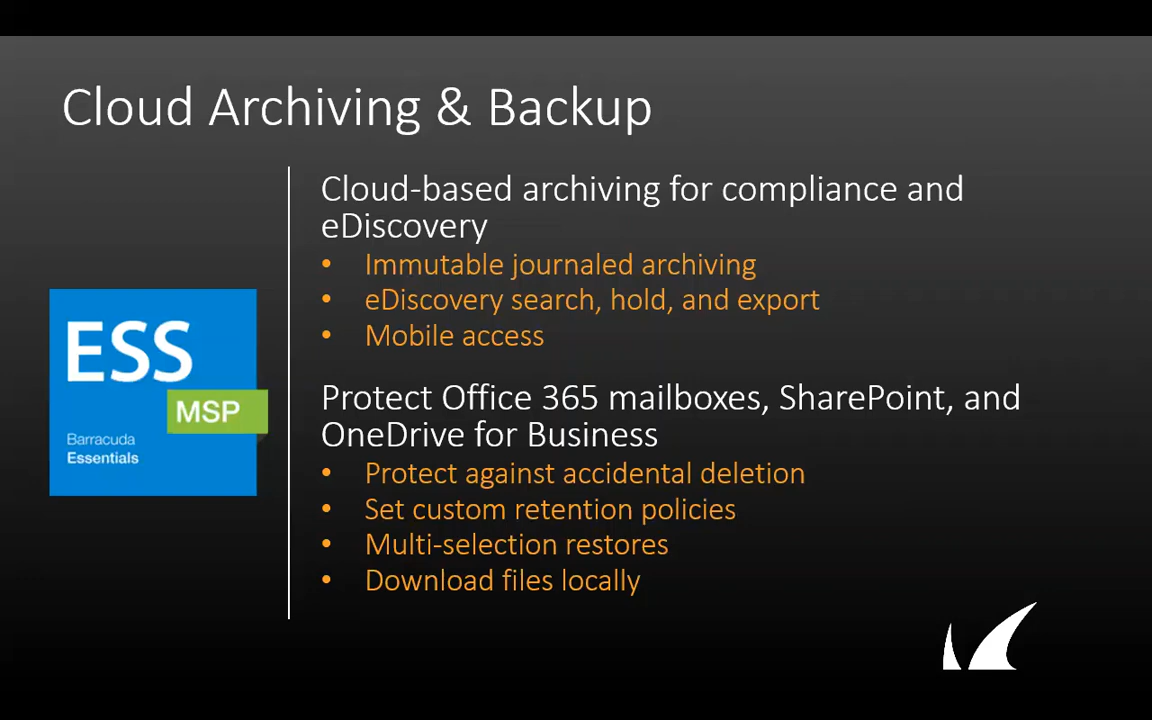 Cloud Archiving & Backup
Cloud-based archiving for compliance and
eDiscovery
• Immutable journaled archiving
• eDiscovery search, hold, and export
• Mobile access
ESS
MSP
Barracuda
Essentials
Protect Office 365 mailboxes, SharePoint, and
OneDrive for Business
• Protect against accidental deletion
• Set custom retention policies
• Multi-selection restores
• Download files locally